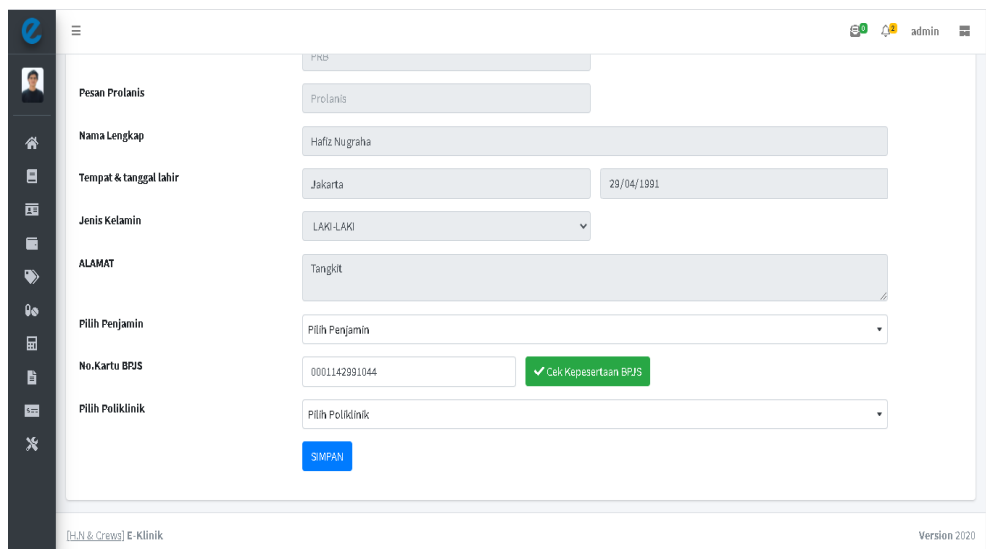 ☰ 0 2 admin
PRB
Pesan Prolanis Prolanis
Nama Lengkap Hafiz Nugraha
Tempat & tanggal lahir Jakarta 29/04/1991
Jenis Kelamin LAKI-LAKI
ALAMAT Tangkit
Pilih Penjamin Pilih Penjamin
No.Kartu BPJS 0001142991044 ✔ Cek Kepesertaan BPJS
Pilih Poliklinik Pilih Poliklinik
SIMPAN
[H.N & Crews] E-Klinik Version 2020